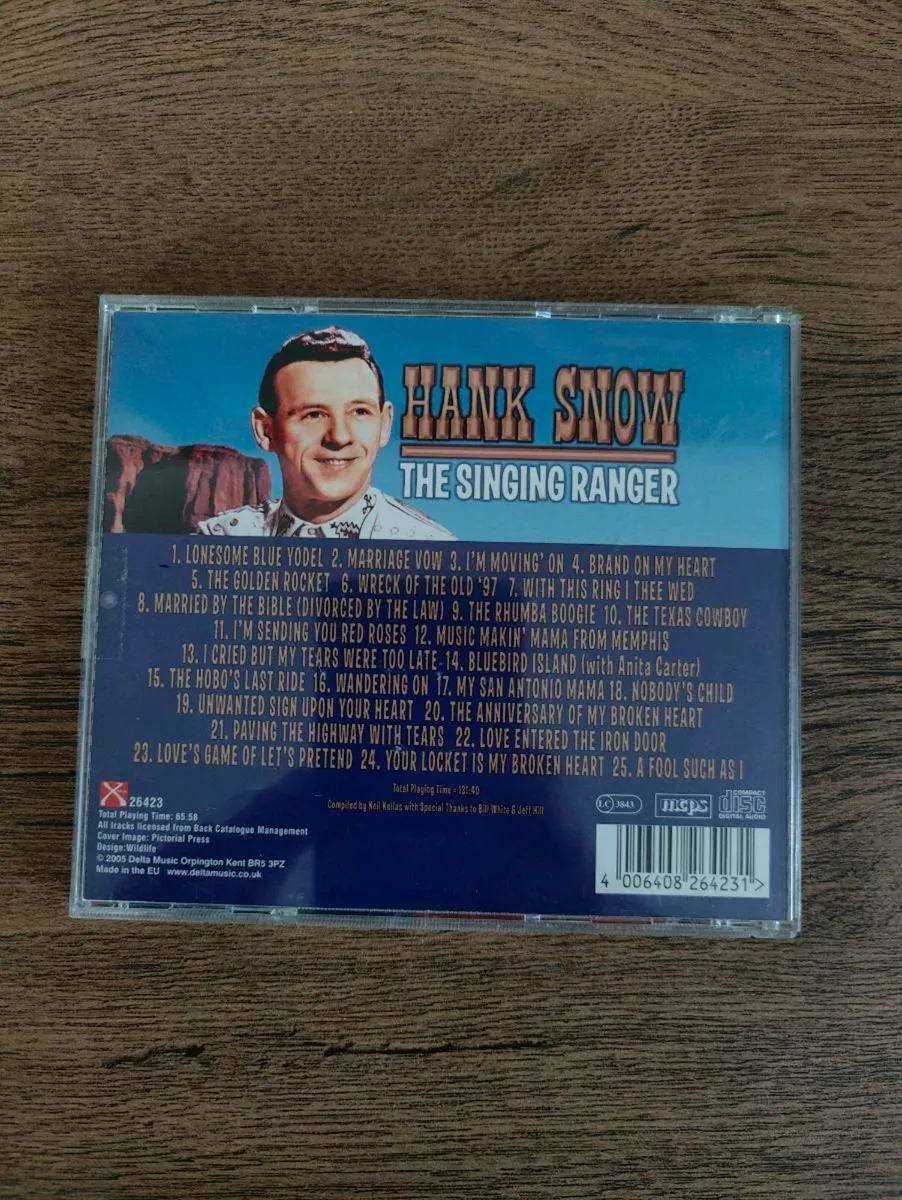 HANK SNOW
THE SINGING RANGER
1. LONESOME BLUE YODEL 2. MARRIAGE VOW 3. I'M MOVING' ON 4. BRAND ON MY HEART
5. THE GOLDEN ROCKET 6. WRECK OF THE OLD '97 7. WITH THIS RING I THEE WED
8. MARRIED BY THE BIBLE (DIVORCED BY THE LAW) 9. THE RHUMBA BOOGIE 10. THE TEXAS COWBOY
11. I'M SENDING YOU RED ROSES 12. MUSIC MAKIN' MAMA FROM MEMPHIS
13. I CRIED BUT MY TEARS WERE TOO LATE 14. BLUEBIRD ISLAND (with Anita Carter)
15. THE HOBO'S LAST RIDE 16. WANDERING ON 17. MY SAN ANTONIO MAMA 18. NOBODY'S CHILD
19. UNWANTED SIGN UPON YOUR HEART 20. THE ANNIVERSARY OF MY BROKEN HEART
21. PAVING THE HIGHWAY WITH TEARS 22. LOVE ENTERED THE IRON DOOR
23. LOVE'S GAME OF LET'S PRETEND 24. YOUR LOCKET IS MY BROKEN HEART 25. A FOOL SUCH AS I
Total Playing Time = 131:40
Compiled by Neil Kellas with Special Thanks to Bill White & Jeff Hill
26423
Total Playing Time: 65.58
All tracks licensed from Back Catalogue Management
Cover Image: Pictorial Press
Design:Wildlife
© 2005 Delta Music Orpington Kent BR5 3PZ
Made in the EU www.deltamusic.co.uk
LC 3843
mcps
COMPACT
disc
DIGITAL AUDIO
4 006408 264231 >